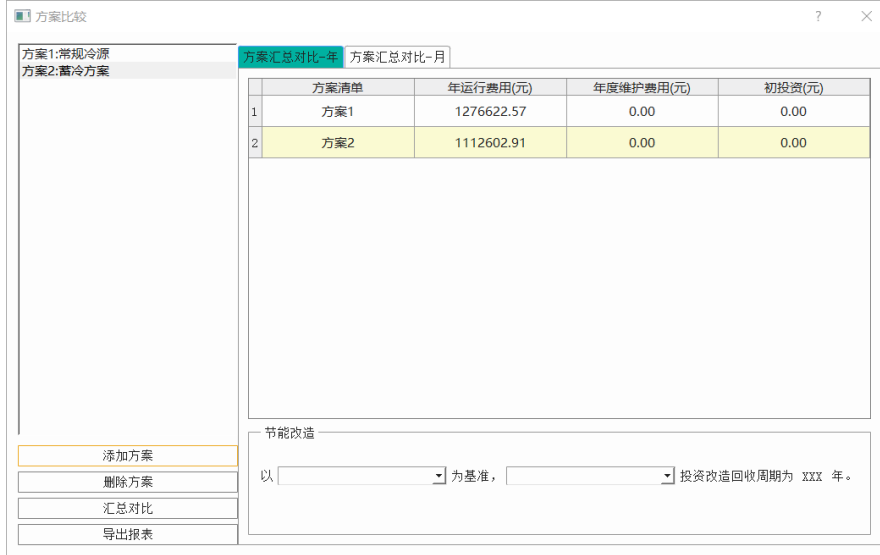 方案比较
方案1:常规冷源
方案2:蓄冷方案
方案汇总对比-年 方案汇总对比-月
方案清单 年运行费用(元) 年度维护费用(元) 初投资(元)
1 方案1 1276622.57 0.00 0.00
2 方案2 1112602.91 0.00 0.00
节能改造
以 为基准， 投资改造回收周期为 XXX 年。
添加方案
删除方案
汇总对比
导出报表